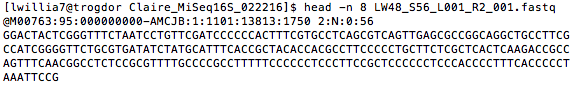 [lwillia7@trogdor Claire_MiSeq16S_022216]$ head -n 8 LW48_S56_L001_R2_001.fastq
@M00763:95:000000000-AMCJB:1:1101:13813:1750 2:N:0:56
GGACTACTCGGGTTTCTAATCCTGTTCGATCCCCCCACTTTCGTGCCTCAGCGTCAGTTGAGCGCCGGCAGGCTGCCTTCG
CCATCGGGGTTCTGCGTGATATCTATGCATTTCACCGCTACACCACGCCTTCCCCCTGCTTCTCGCTCACTCAAGACCGCC
AGTTTCAACGGCCTCTCCGCGTTTTGCCCCGCCTTTTTCCCCCCTCCCTTCCGCTCCCCCCTCCCACCCCTTTCACCCCCT
AAATTCCG